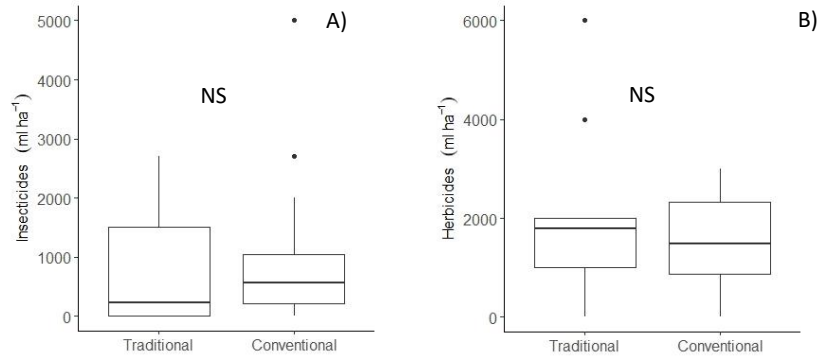 A)
5000
4000
3000
2000
1000
0
Insecticides (ml ha⁻¹)
NS
Traditional
Conventional
B)
6000
4000
2000
0
Herbicides (ml ha⁻¹)
NS
Traditional
Conventional